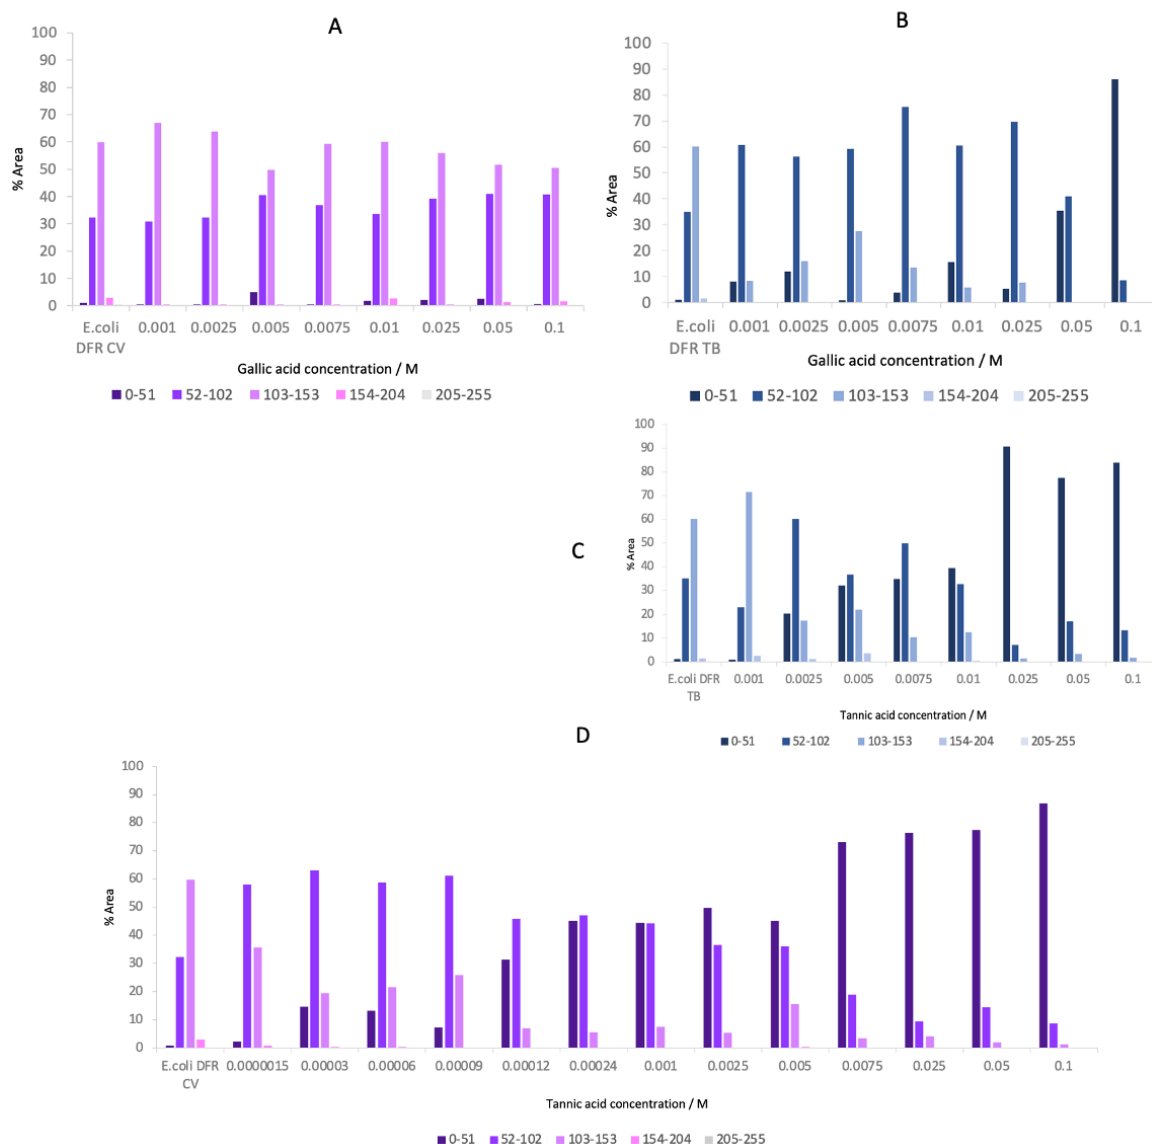 A
100
90
80
70
60
50
40
30
20
10
0
% Area
E.coli DFR CV 0.001 0.0025 0.005 0.0075 0.01 0.025 0.05 0.1
Gallic acid concentration / M
0-51 52-102 103-153 154-204 205-255
B
100
90
80
70
60
50
40
30
20
10
0
% Area
E.coli DFR TB 0.001 0.0025 0.005 0.0075 0.01 0.025 0.05 0.1
Gallic acid concentration / M
0-51 52-102 103-153 154-204 205-255
C
100
90
80
70
60
50
40
30
20
10
0
% Area
E.coli DFR TB 0.001 0.0025 0.005 0.0075 0.01 0.025 0.05 0.1
Tannic acid concentration / M
0-51 52-102 103-153 154-204 205-255
D
100
90
80
70
60
50
40
30
20
10
0
% Area
E.coli DFR CV 0.0000015 0.00003 0.00006 0.00009 0.00012 0.00024 0.001 0.0025 0.005 0.0075 0.025 0.05 0.1
Tannic acid concentration / M
0-51 52-102 103-153 154-204 205-255